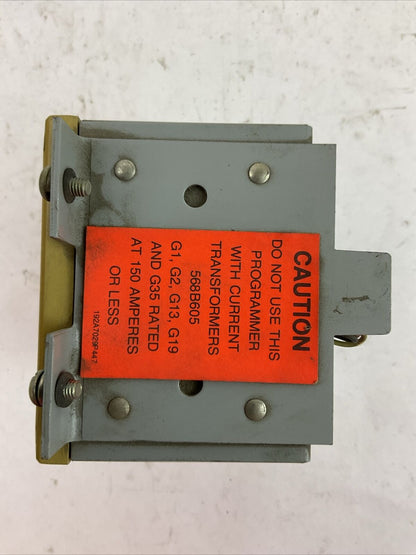 CAUTION
DO NOT USE THIS
PROGRAMMER
WITH CURRENT
TRANSFORMERS
568B605
G1, G2, G13, G19
AND G35 RATED
AT 150 AMPERES
OR LESS
192A7029P447